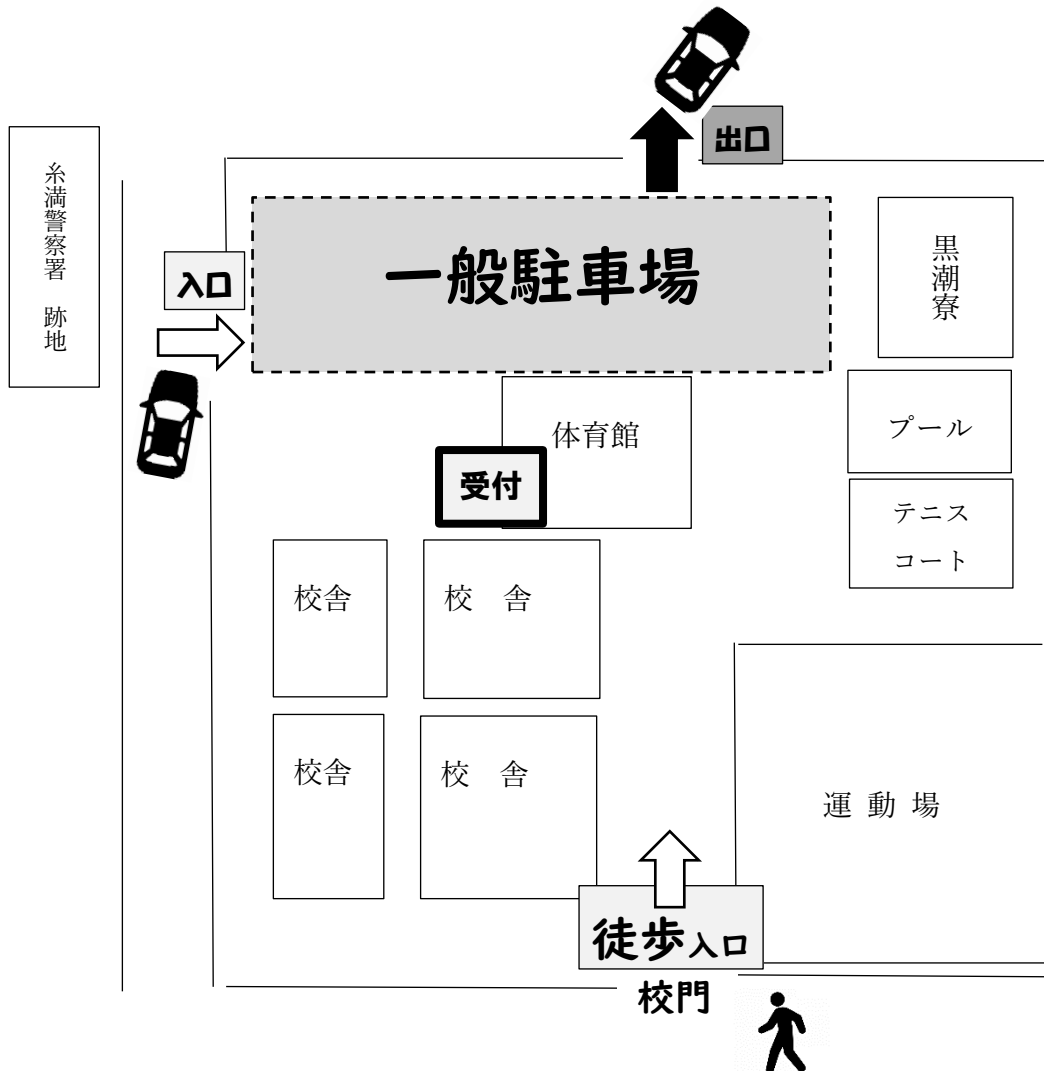 出口
糸満警察署　跡地
一般駐車場
黒潮寮
入口
体育館
プール
受付
テニス
コート
校舎
校　舎
校舎
校　舎
運 動 場
徒歩入口
校門